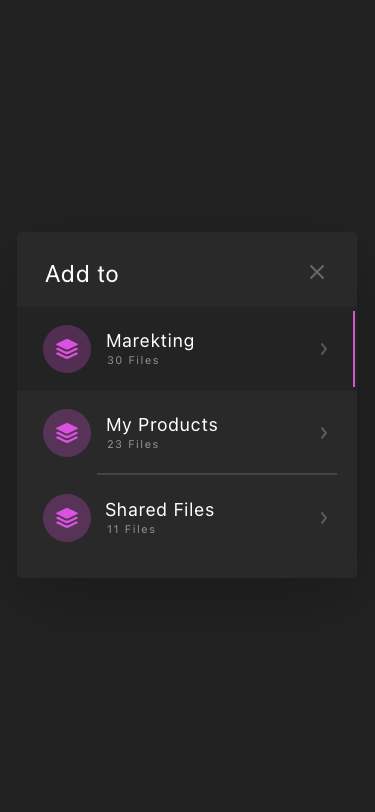 Add to
Marekting
30 Files
My Products
23 Files
Shared Files
11 Files